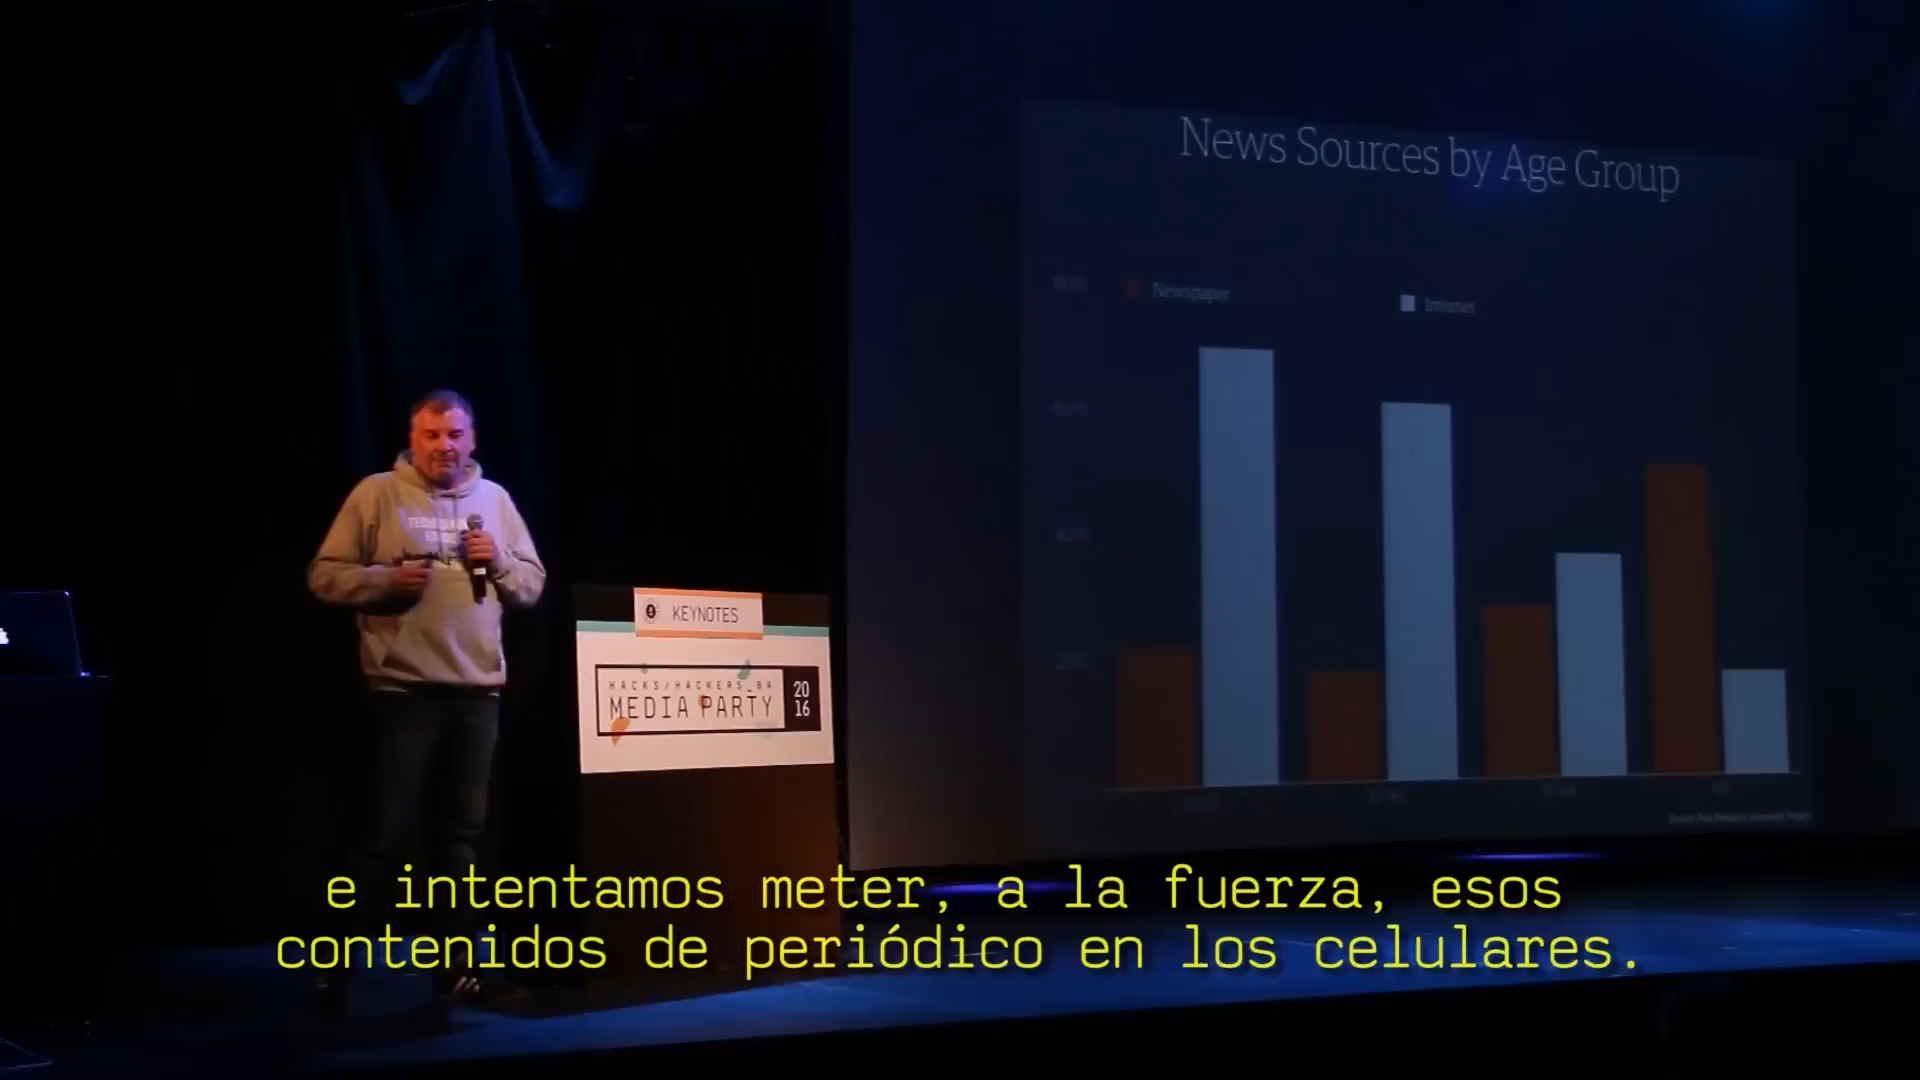 News Sources by Age Group
Newspaper
Internet
KEYNOTES
HACKS/HACKERS_BA
MEDIA PARTY
20
16
e intentamos meter, a la fuerza, esos
contenidos de periódico en los celulares.